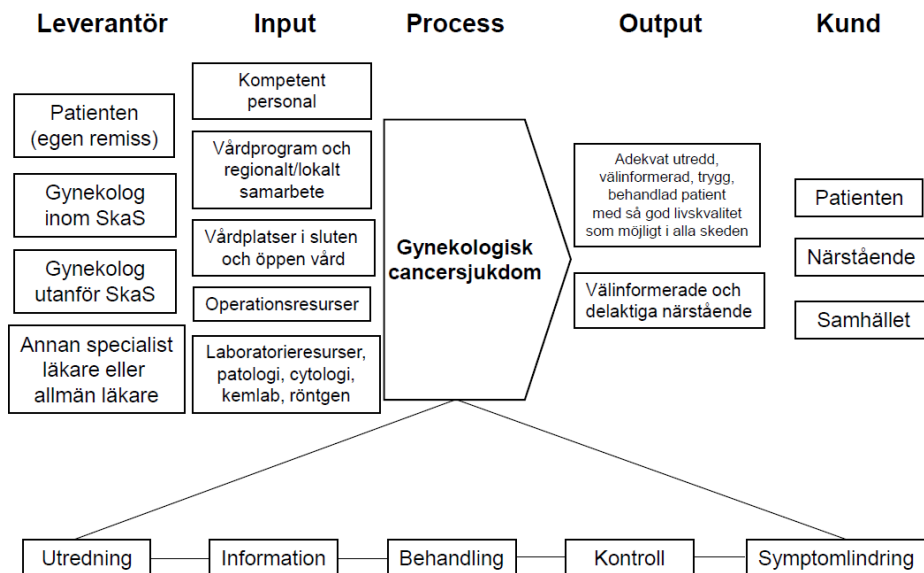 Leverantör
Input
Process
Output
Kund
Patienten
(egen remiss)
Gynekolog
inom SkaS
Gynekolog
utanför SkaS
Annan specialist
läkare eller
allmän läkare
Kompetent
personal
Vårdprogram och
regionalt/lokalt
samarbete
Vårdplatser i sluten
och öppen vård
Operationsresurser
Laboratorieresurser,
patologi, cytologi,
kemlab, röntgen
Gynekologisk
cancersjukdom
Adekvat utredd,
välinformerad, trygg,
behandlad patient
med så god livskvalitet
som möjligt i alla skeden
Välinformerade och
delaktiga närstående
Patienten
Närstående
Samhället
Utredning
Information
Behandling
Kontroll
Symptomlindring